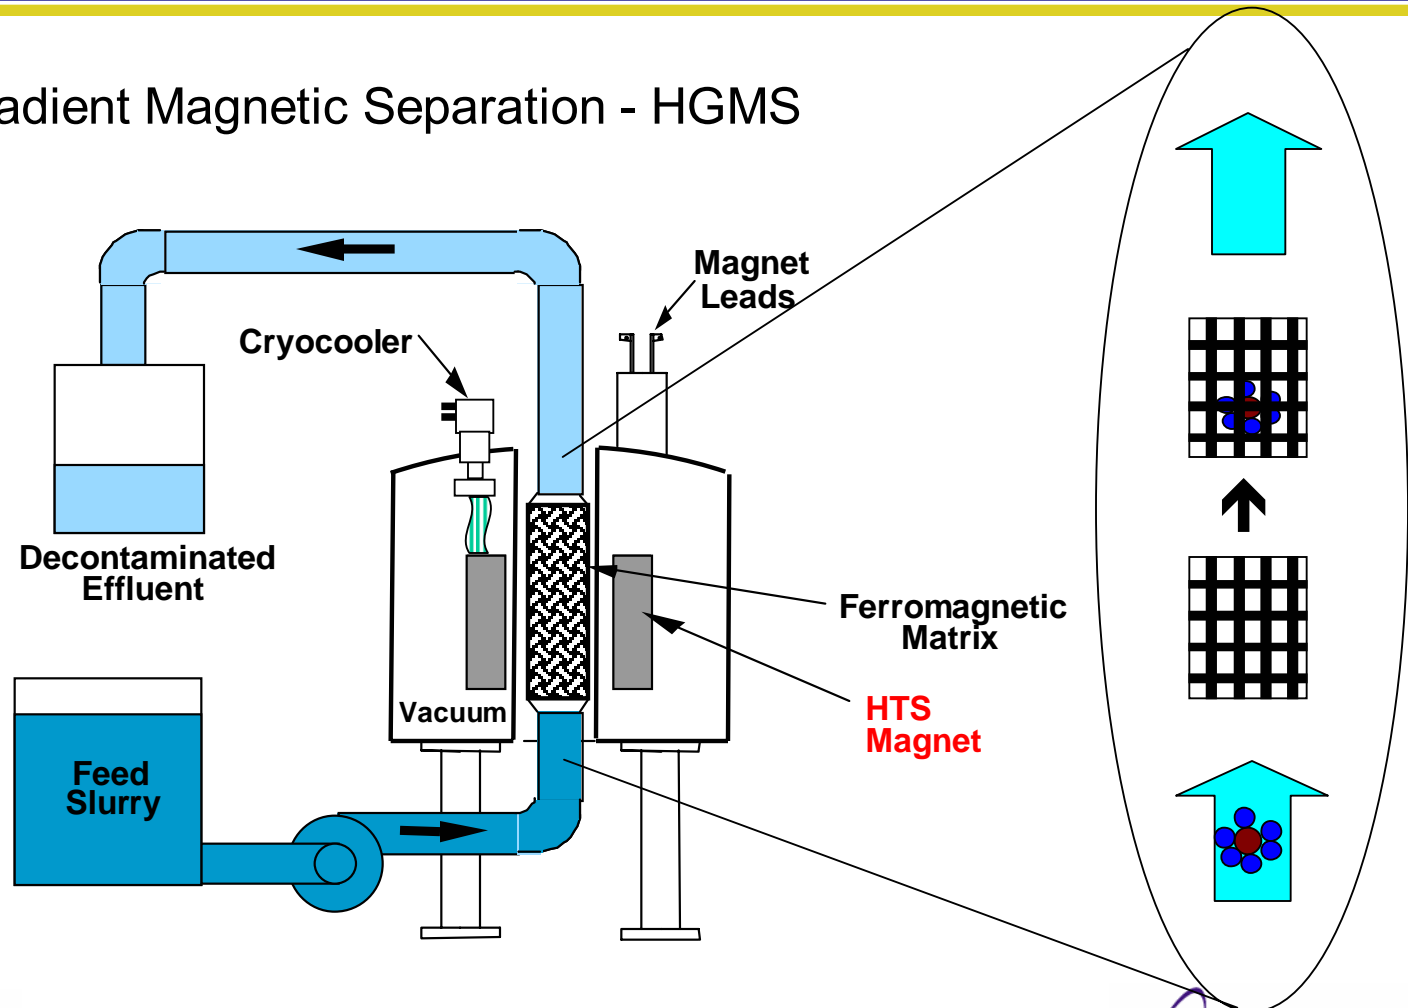 adient Magnetic Separation - HGMS
Magnet
Leads
Cryocooler
Decontaminated
Effluent
Ferromagnetic
Matrix
HTS
Magnet
Vacuum
Feed
Slurry